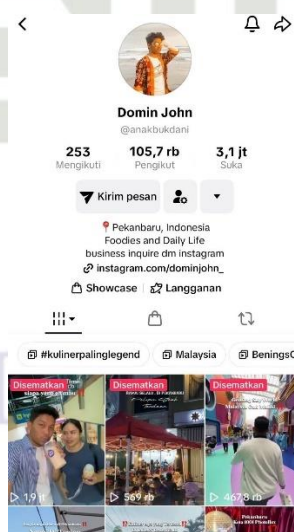 Domin John
@anakbukdani
253 105,7 rb 3,1 jt
Mengikuti Pengikut Suka
Kirim pesan
Pekanbaru, Indonesia
Foodies and Daily Life
business inquire dm instagram
instagram.com/dominjohn_
Showcase Langganan
#kulinerpalinglegend Malaysia BeningsC
Disematkan Disematkan Disematkan
1,9 jt 569 rb 467,8 rb